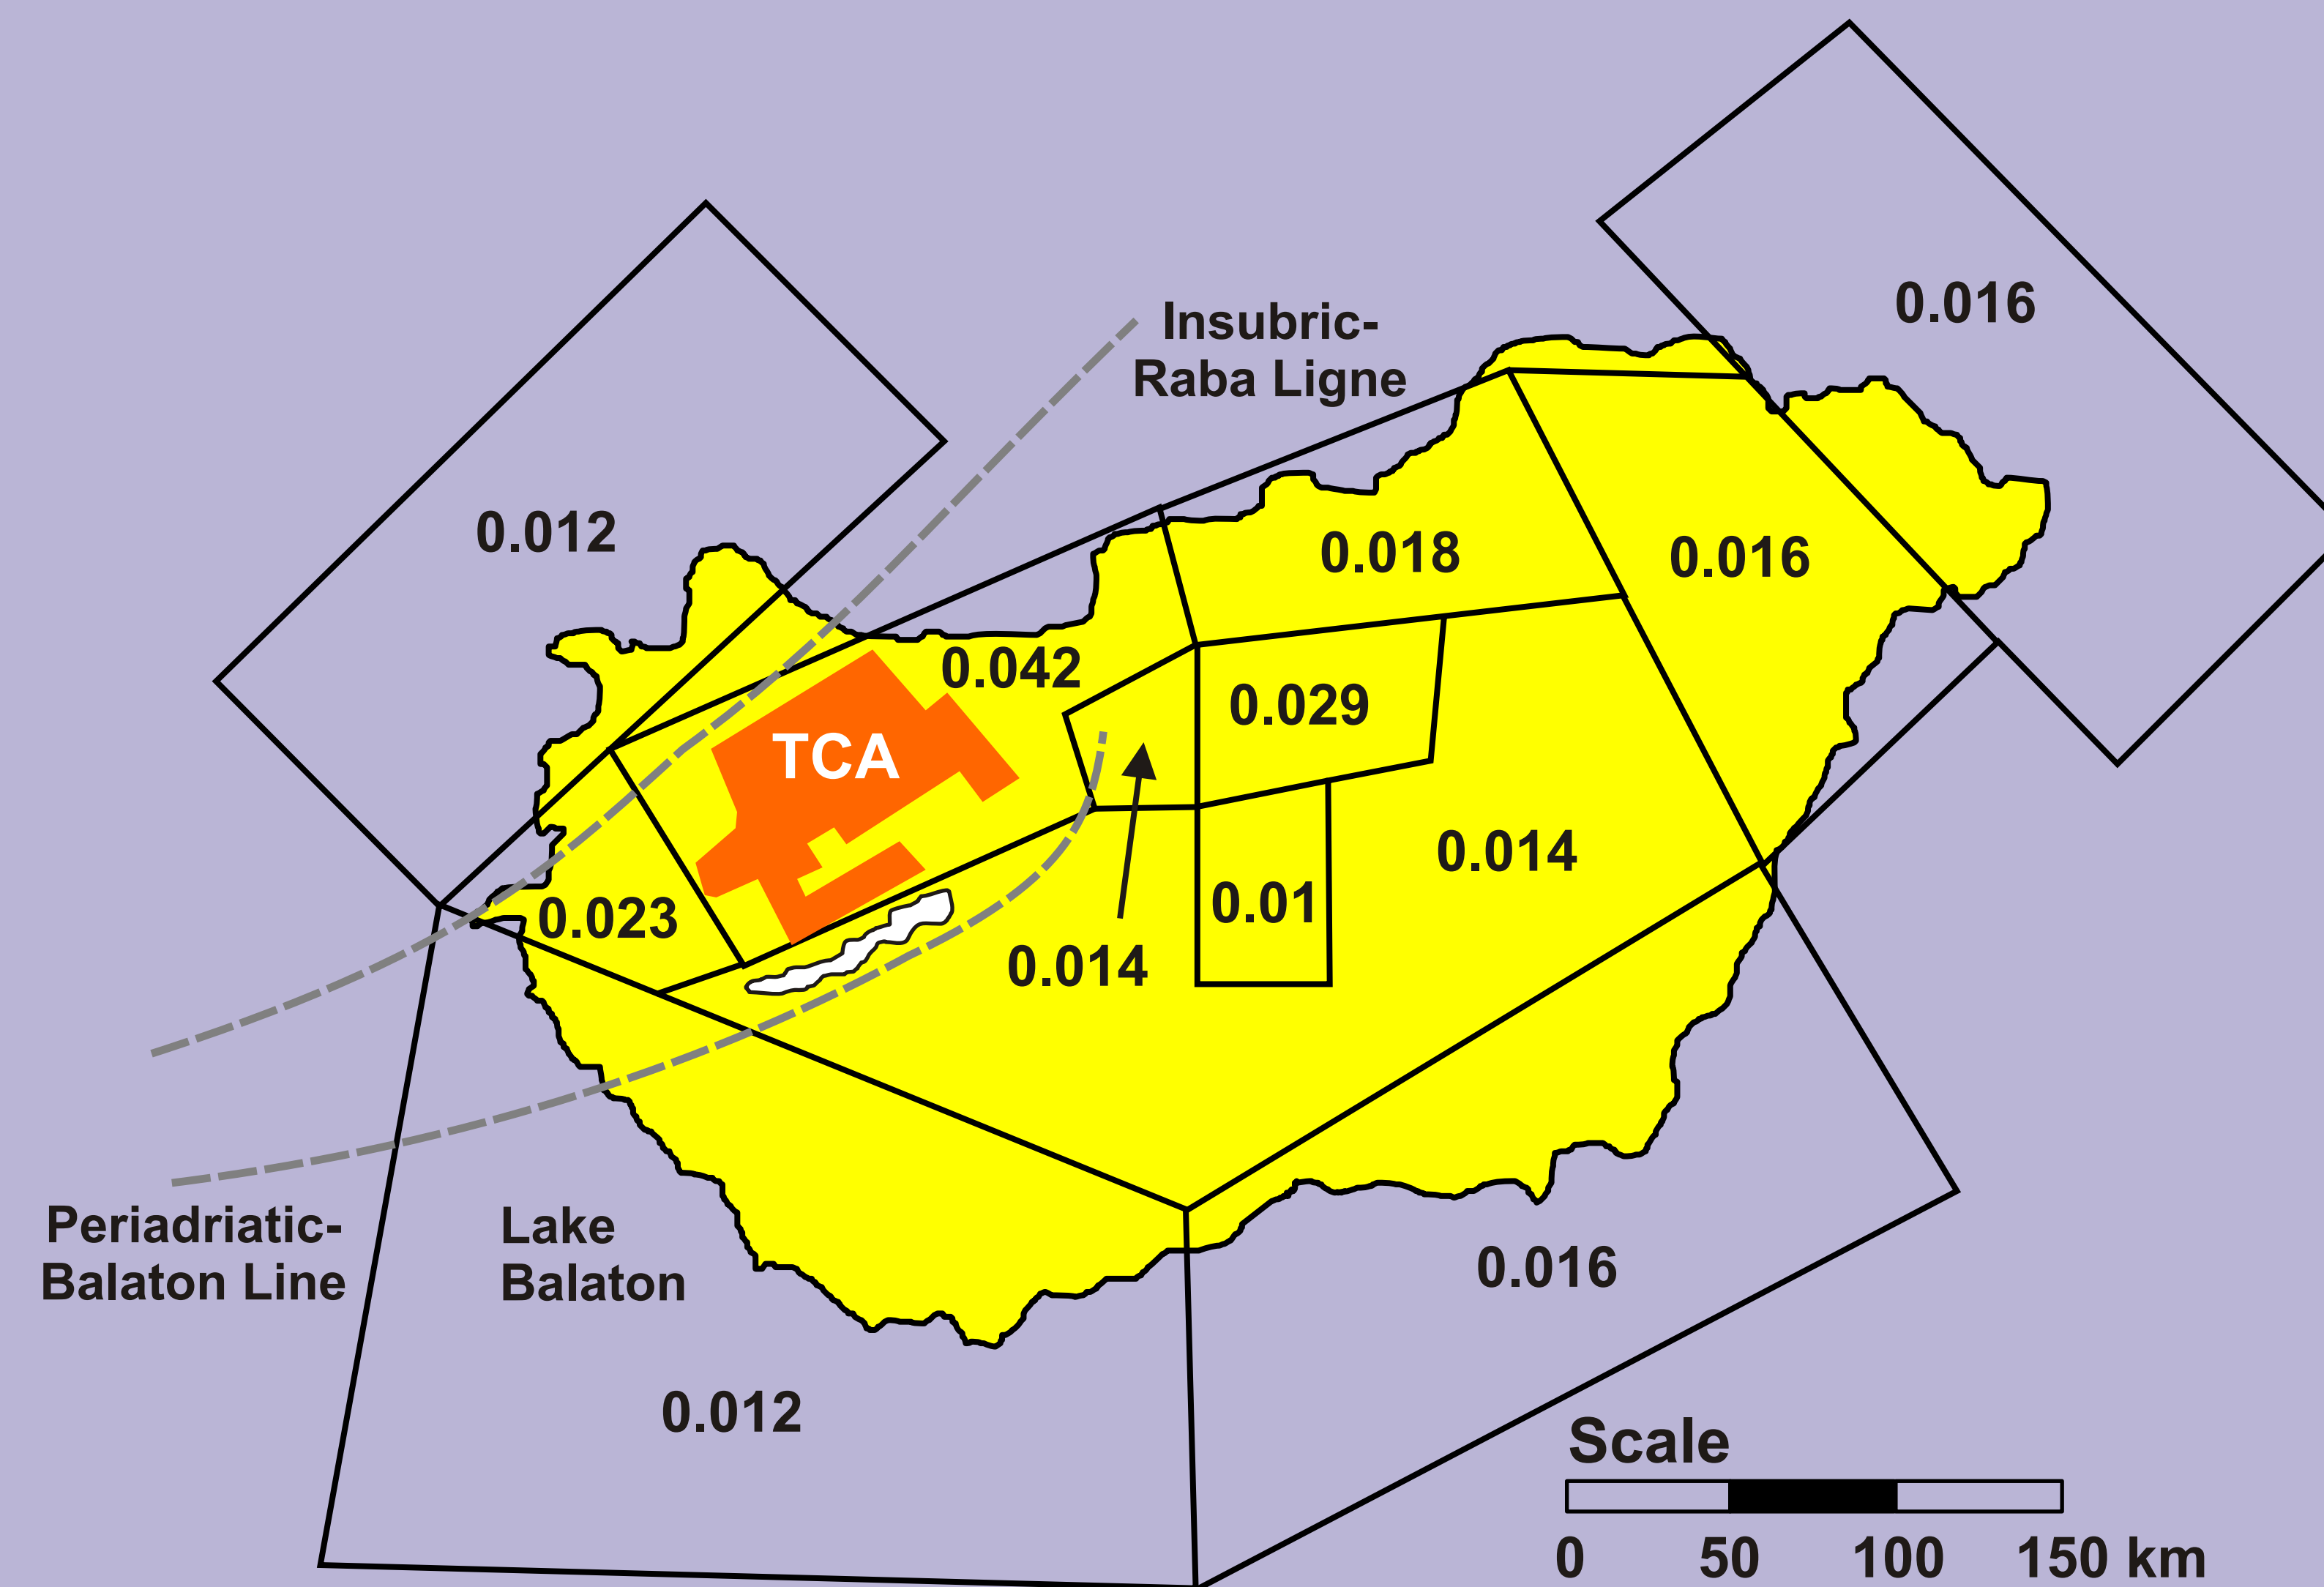 0.016
Insubric-
Raba Ligne
0.012
0.018
0.016
0.042
0.029
TCA
0.014
0.01
0.023
0.014
Periadriatic-
Balaton Line
Lake
Balaton
0.016
0.012
Scale
0 50 100 150 km